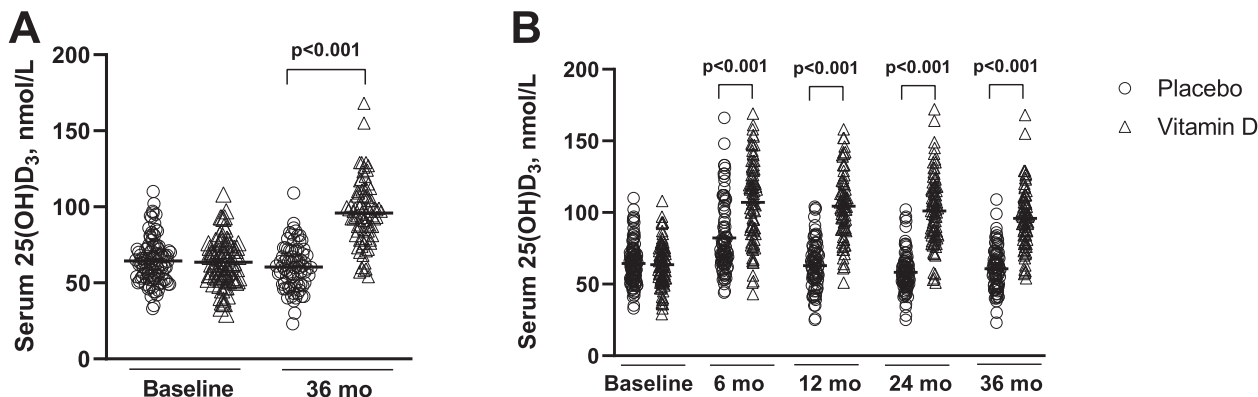 A
Serum 25(OH)D3, nmol/L
200
150
100
50
0
p<0.001
Baseline
36 mo
B
Serum 25(OH)D3, nmol/L
200
150
100
50
0
p<0.001
p<0.001
p<0.001
p<0.001
Baseline
6 mo
12 mo
24 mo
36 mo
Placebo
Vitamin D